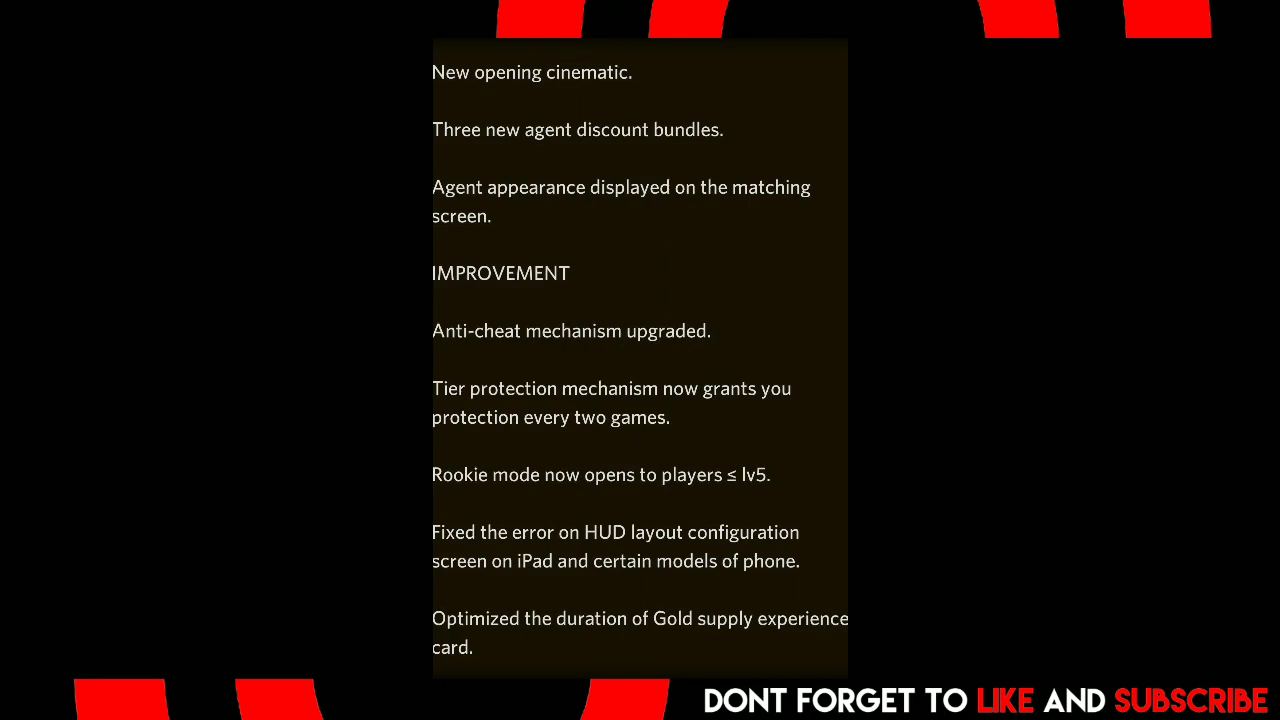 New opening cinematic.
Three new agent discount bundles.
Agent appearance displayed on the matching
screen.
IMPROVEMENT
Anti-cheat mechanism upgraded.
Tier protection mechanism now grants you
protection every two games.
Rookie mode now opens to players ≤ lv5.
Fixed the error on HUD layout configuration
screen on iPad and certain models of phone.
Optimized the duration of Gold supply experience
card.
DONT FORGET TO LIKE AND SUBSCRIBE